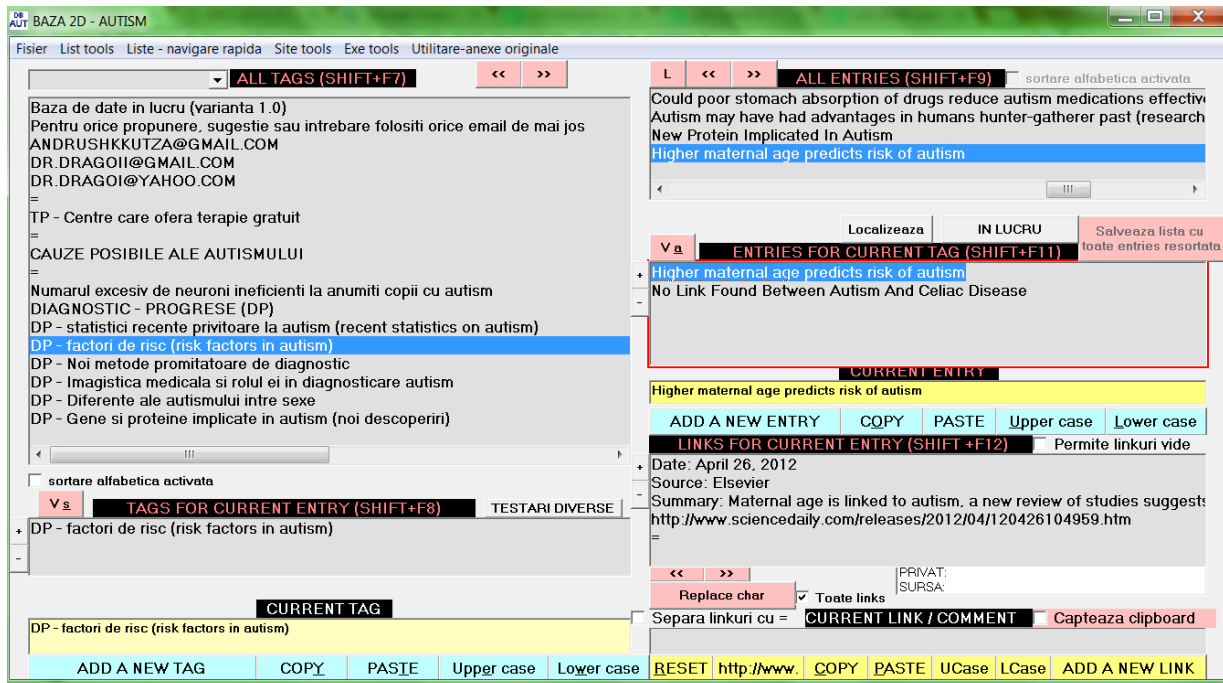 DB AUT BAZA 2D - AUTISM
Fisier List tools Liste - navigare rapida Site tools Exe tools Utilitare-anexe originale
ALL TAGS (SHIFT+F7) << >>
Baza de date in lucru (varianta 1.0)
Pentru orice propunere, sugestie sau intrebare folositi orice email de mai jos
ANDRUSHKKUTZA@GMAIL.COM
DR.DRAGOII@GMAIL.COM
DR.DRAGOI@YAHOO.COM
=
TP - Centre care ofera terapie gratuit
=
CAUZE POSIBILE ALE AUTISMULUI
=
Numarul excesiv de neuroni ineficienti la anumiti copii cu autism
DIAGNOSTIC - PROGRESE (DP)
DP - statistici recente privitoare la autism (recent statistics on autism)
DP - factori de risc (risk factors in autism)
DP - Noi metode promitatoare de diagnostic
DP - Imagistica medicala si rolul ei in diagnosticare autism
DP - Diferente ale autismului intre sexe
DP - Gene si proteine implicate in autism (noi descoperiri)
sortare alfabetica activata
V s TAGS FOR CURRENT ENTRY (SHIFT+F8) TESTARI DIVERSE
+ DP - factori de risc (risk factors in autism)
-
CURRENT TAG
DP - factori de risc (risk factors in autism)
ADD A NEW TAG COPY PASTE Upper case Lower case
L << >> ALL ENTRIES (SHIFT+F9) sortare alfabetica activata
Could poor stomach absorption of drugs reduce autism medications effectiv
Autism may have had advantages in humans hunter-gatherer past (research
New Protein Implicated In Autism
Higher maternal age predicts risk of autism
Localizeaza IN LUCRU Salveaza lista cu
toate entries resortata
V a ENTRIES FOR CURRENT TAG (SHIFT+F11)
+ Higher maternal age predicts risk of autism
- No Link Found Between Autism And Celiac Disease
CURRENT ENTRY
Higher maternal age predicts risk of autism
ADD A NEW ENTRY COPY PASTE Upper case Lower case
LINKS FOR CURRENT ENTRY (SHIFT +F12) Permite linkuri vide
+ Date: April 26, 2012
Source: Elsevier
- Summary: Maternal age is linked to autism, a new review of studies suggests
http://www.sciencedaily.com/releases/2012/04/120426104959.htm
=
<< >> PRIVAT:
SURSA:
Replace char Toate links
Separa linkuri cu = CURRENT LINK / COMMENT Capteaza clipboard
RESET http://www. COPY PASTE UCase LCase ADD A NEW LINK